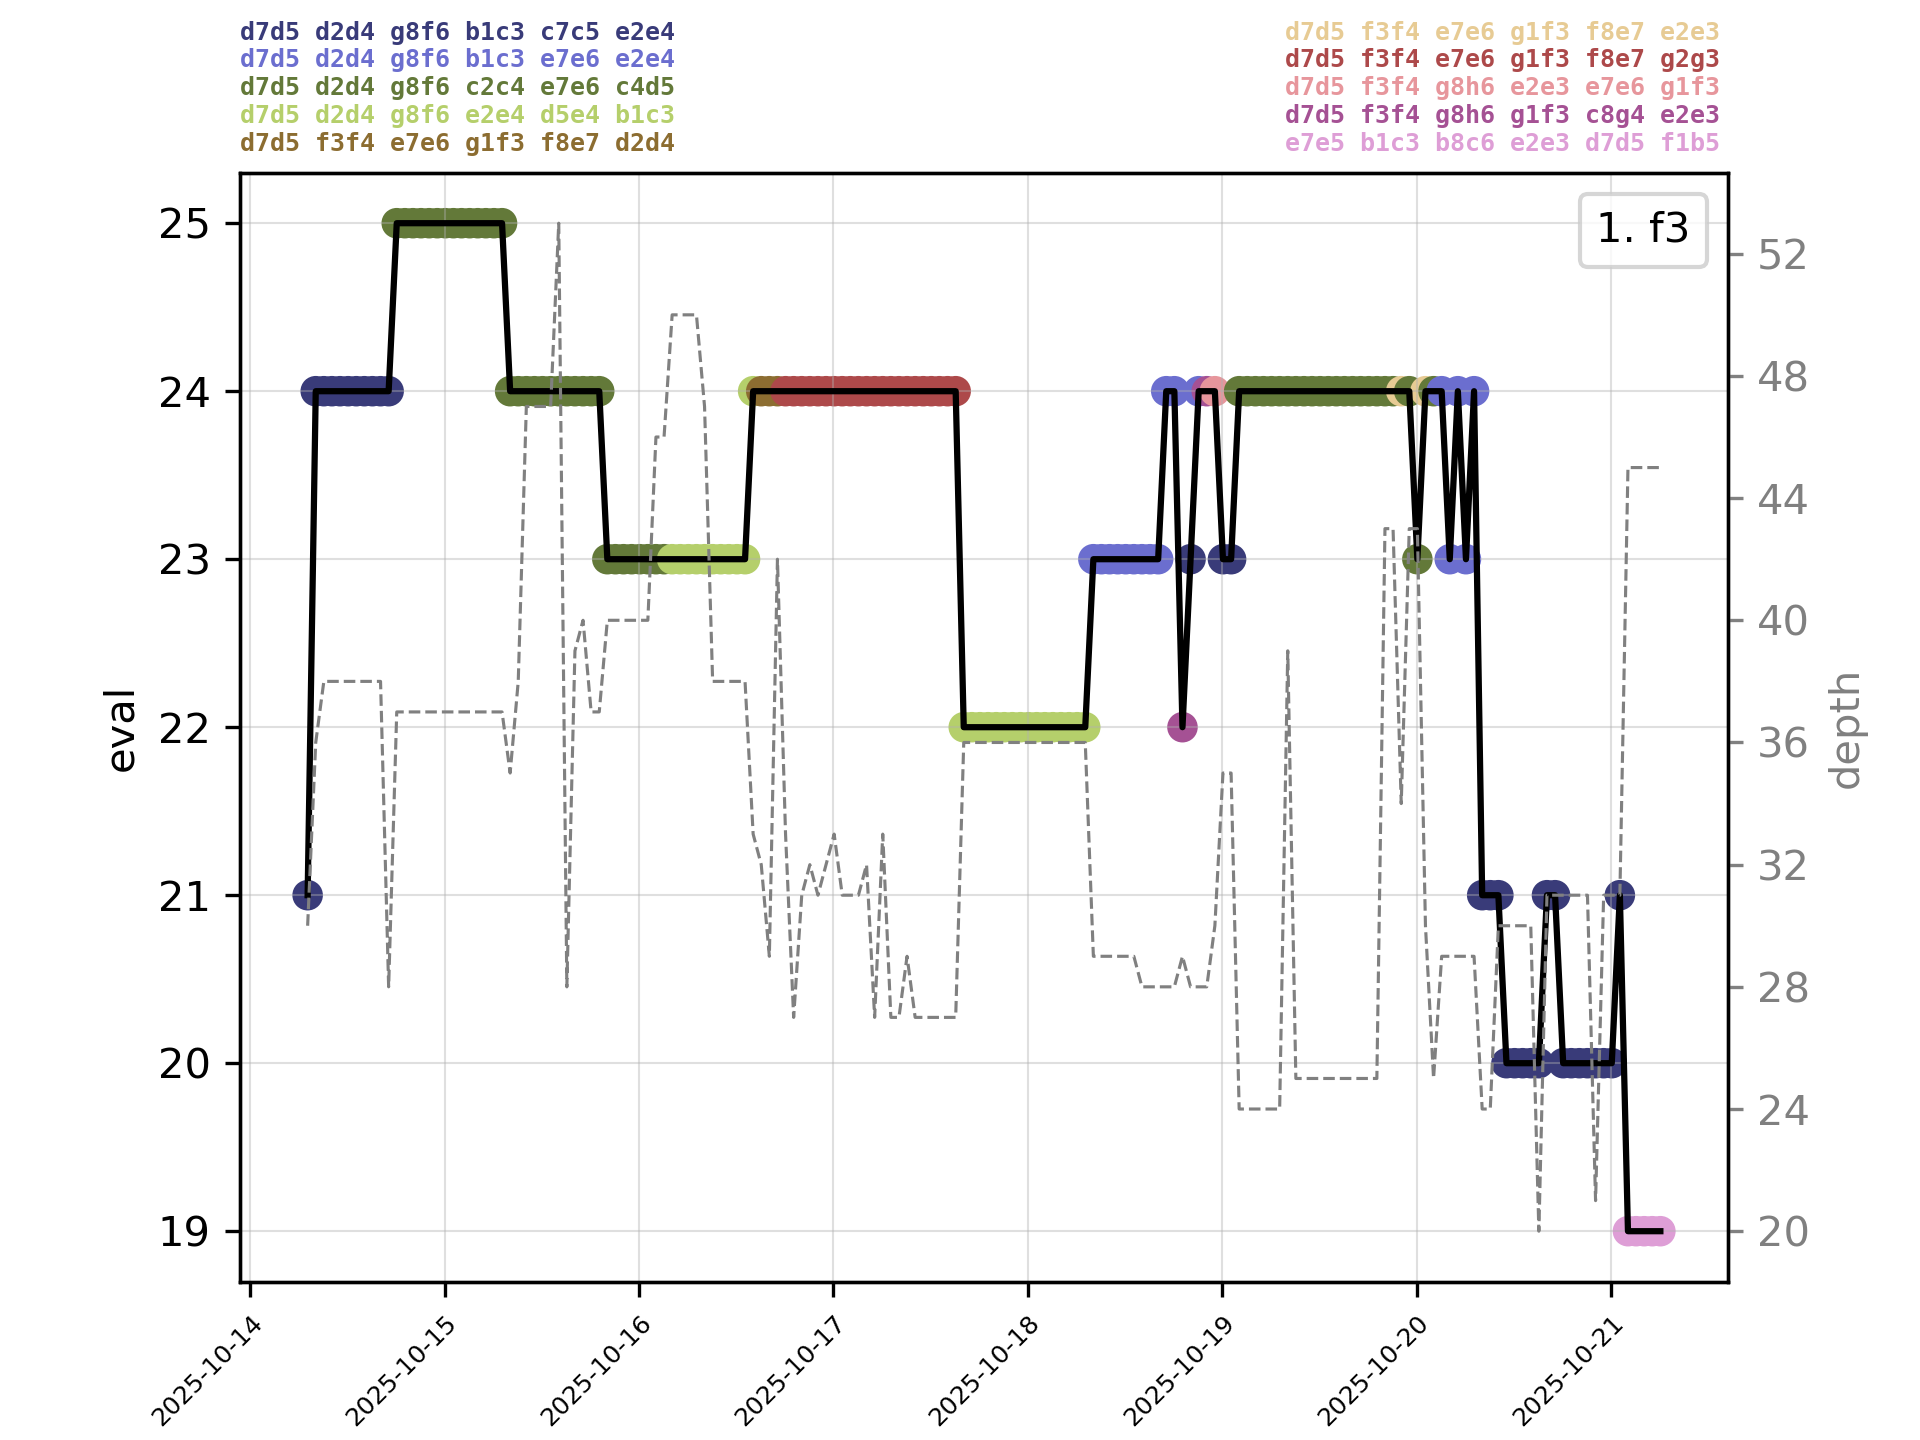 d7d5 d2d4 g8f6 b1c3 c7c5 e2e4
d7d5 d2d4 g8f6 b1c3 e7e6 e2e4
d7d5 d2d4 g8f6 c2c4 e7e6 c4d5
d7d5 d2d4 g8f6 e2e4 d5e4 b1c3
d7d5 f3f4 e7e6 g1f3 f8e7 d2d4
d7d5 f3f4 e7e6 g1f3 f8e7 e2e3
d7d5 f3f4 e7e6 g1f3 f8e7 g2g3
d7d5 f3f4 g8h6 e2e3 e7e6 g1f3
d7d5 f3f4 g8h6 g1f3 c8g4 e2e3
e7e5 b1c3 b8c6 e2e3 d7d5 f1b5
1. f3
eval
25
24
23
22
21
20
19
depth
52
48
44
40
36
32
28
24
20
2025-10-14
2025-10-15
2025-10-16
2025-10-17
2025-10-18
2025-10-19
2025-10-20
2025-10-21